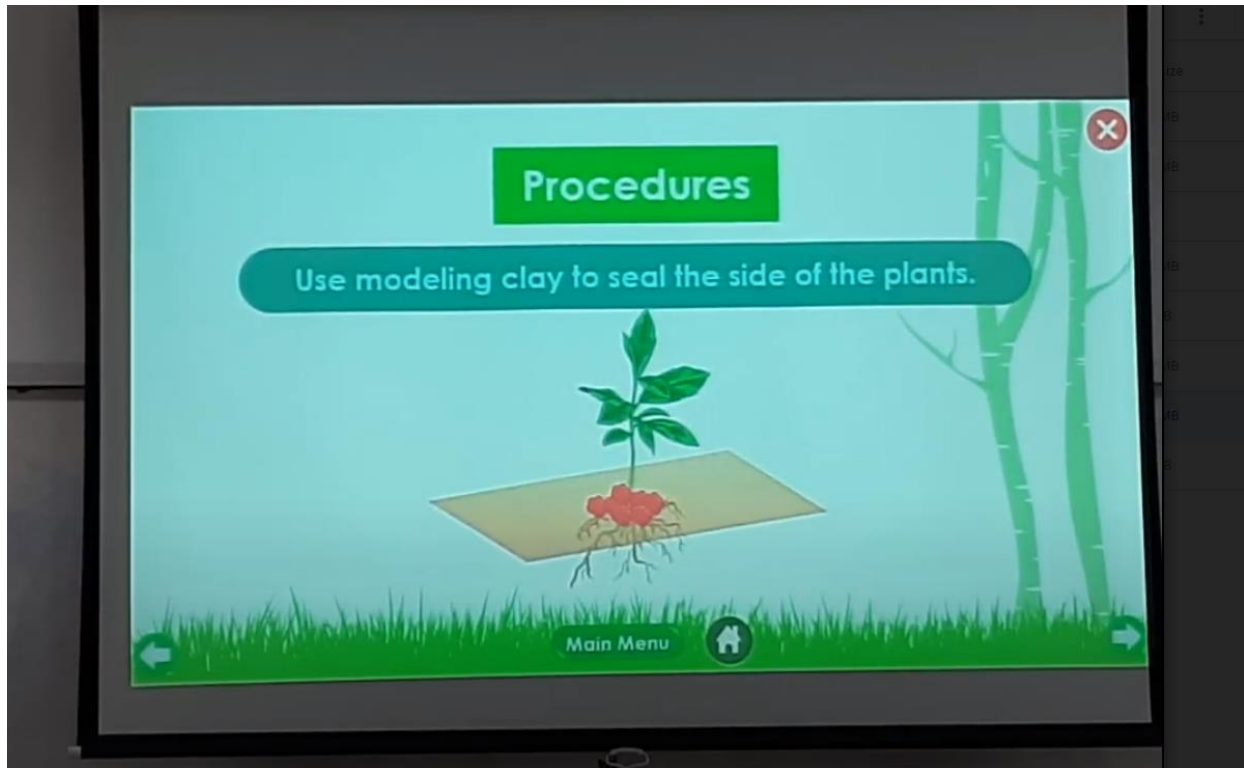 Procedures
Use modeling clay to seal the side of the plants.
Main Menu